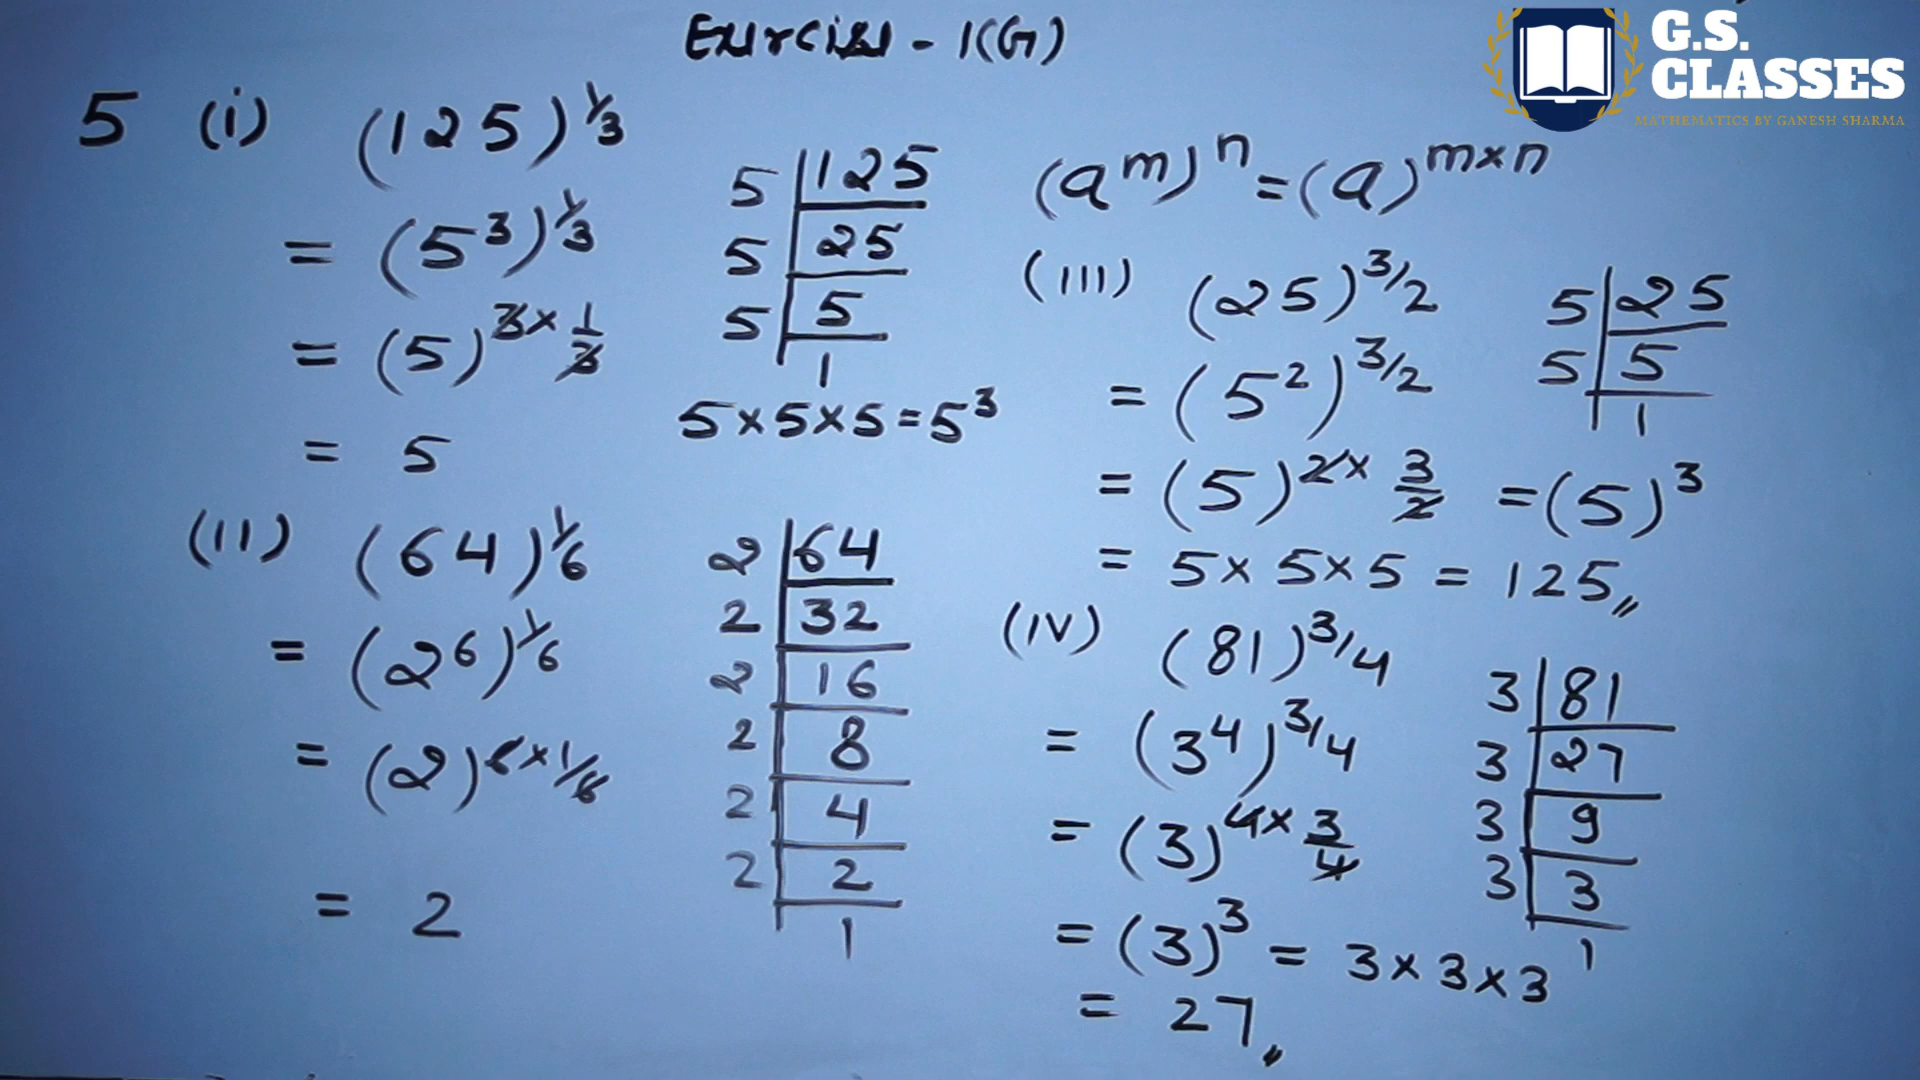 Exercise - 1(G)
G.S.
CLASSES
MATHEMATICS BY GANESH SHARMA
5 (i) (125)^1/3
= (5^3)^1/3
= (5)^3×1/3
= 5
5 | 125
5 | 25
5 | 5
1
5×5×5=5^3
(ii) (64)^1/6
= (2^6)^1/6
= (2)^6×1/6
= 2
2 | 64
2 | 32
2 | 16
2 | 8
2 | 4
2 | 2
1
(a^m)^n = (a)^m×n
(iii) (25)^3/2
= (5^2)^3/2
= (5)^2×3/2 = (5)^3
= 5×5×5 = 125,,
5 | 25
5 | 5
1
(iv) (81)^3/4
= (3^4)^3/4
= (3)^4×3/4
= (3)^3 = 3×3×3
= 27,,
3 | 81
3 | 27
3 | 9
3 | 3
1